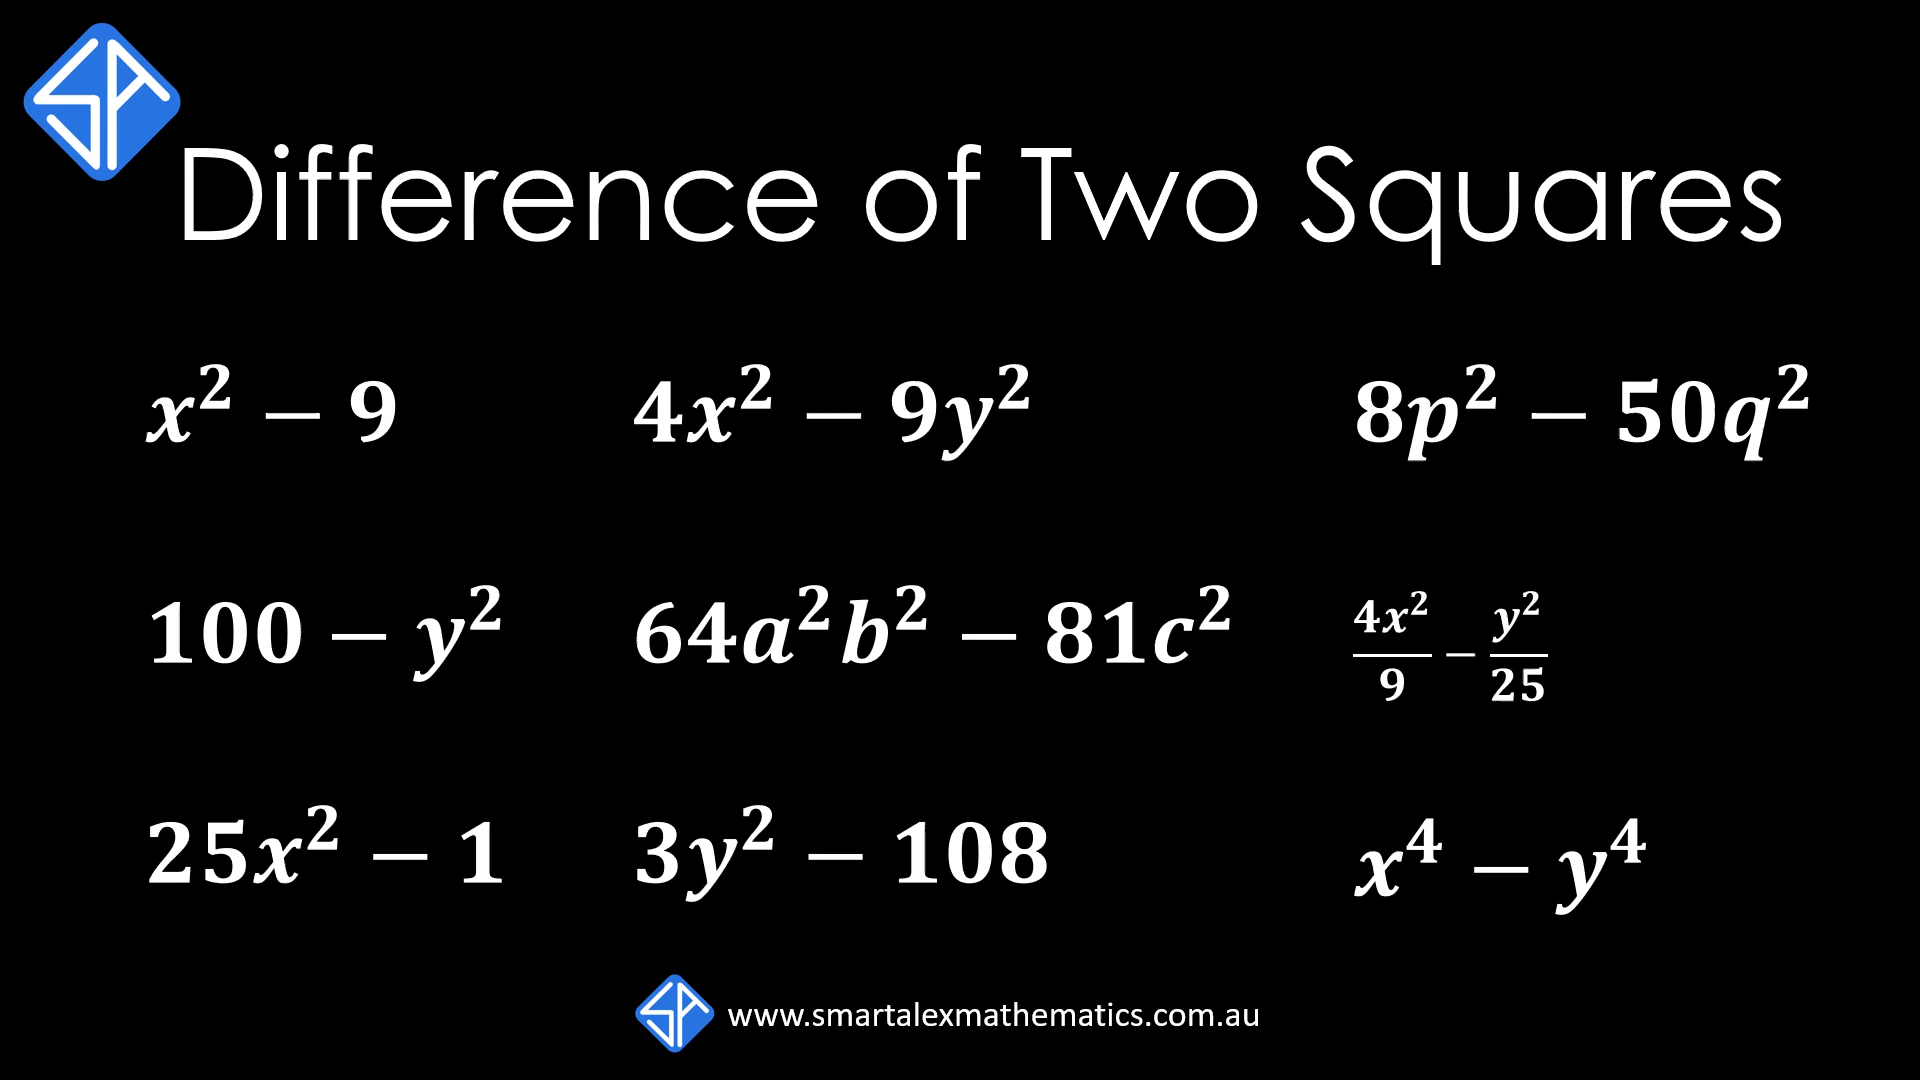 Difference of Two Squares
x² − 9    4x² − 9y²    8p² − 50q²
100 − y²    64a²b² − 81c²    4x²/9 − y²/25
25x² − 1    3y² − 108    x⁴ − y⁴
www.smartalexmathematics.com.au